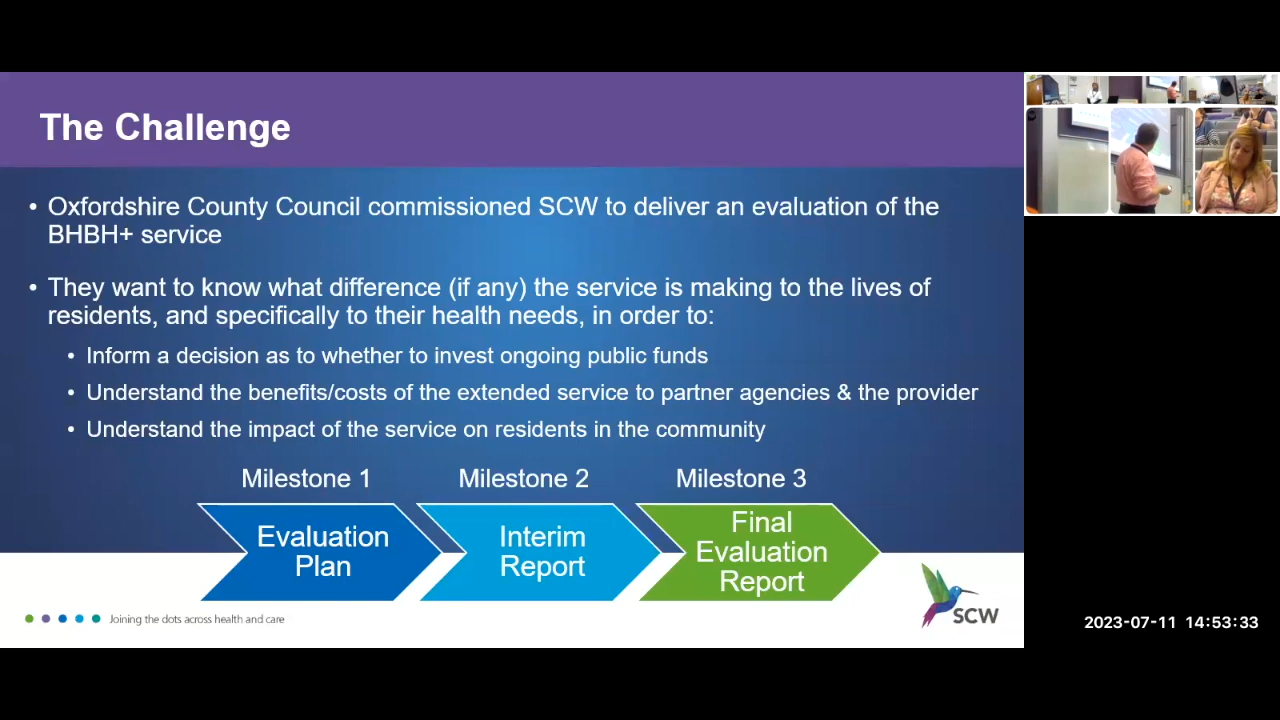 The Challenge
• Oxfordshire County Council commissioned SCW to deliver an evaluation of the
BHBH+ service
• They want to know what difference (if any) the service is making to the lives of
residents, and specifically to their health needs, in order to:
• Inform a decision as to whether to invest ongoing public funds
• Understand the benefits/costs of the extended service to partner agencies & the provider
• Understand the impact of the service on residents in the community
Milestone 1
Milestone 2
Milestone 3
Evaluation
Plan
Interim
Report
Final
Evaluation
Report
Joining the dots across health and care
SCW
2023-07-11 14:53:33